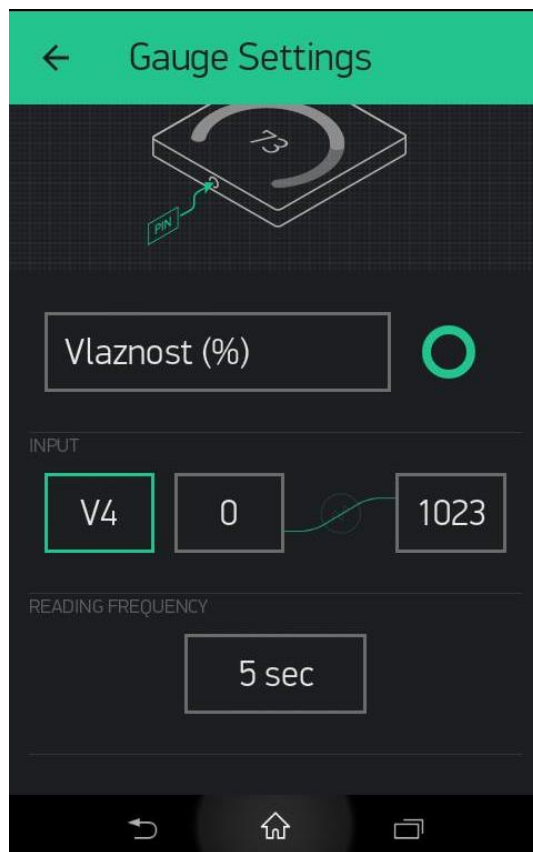 Gauge Settings
73
PIN
Vlaznost (%)
INPUT
V4 0 1023
READING FREQUENCY
5 sec